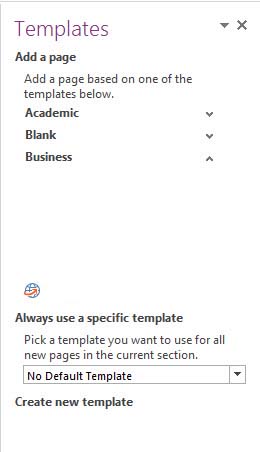 Templates
Add a page
Add a page based on one of the
templates below.
Academic
Blank
Business
Always use a specific template
Pick a template you want to use for all
new pages in the current section.
No Default Template
Create new template